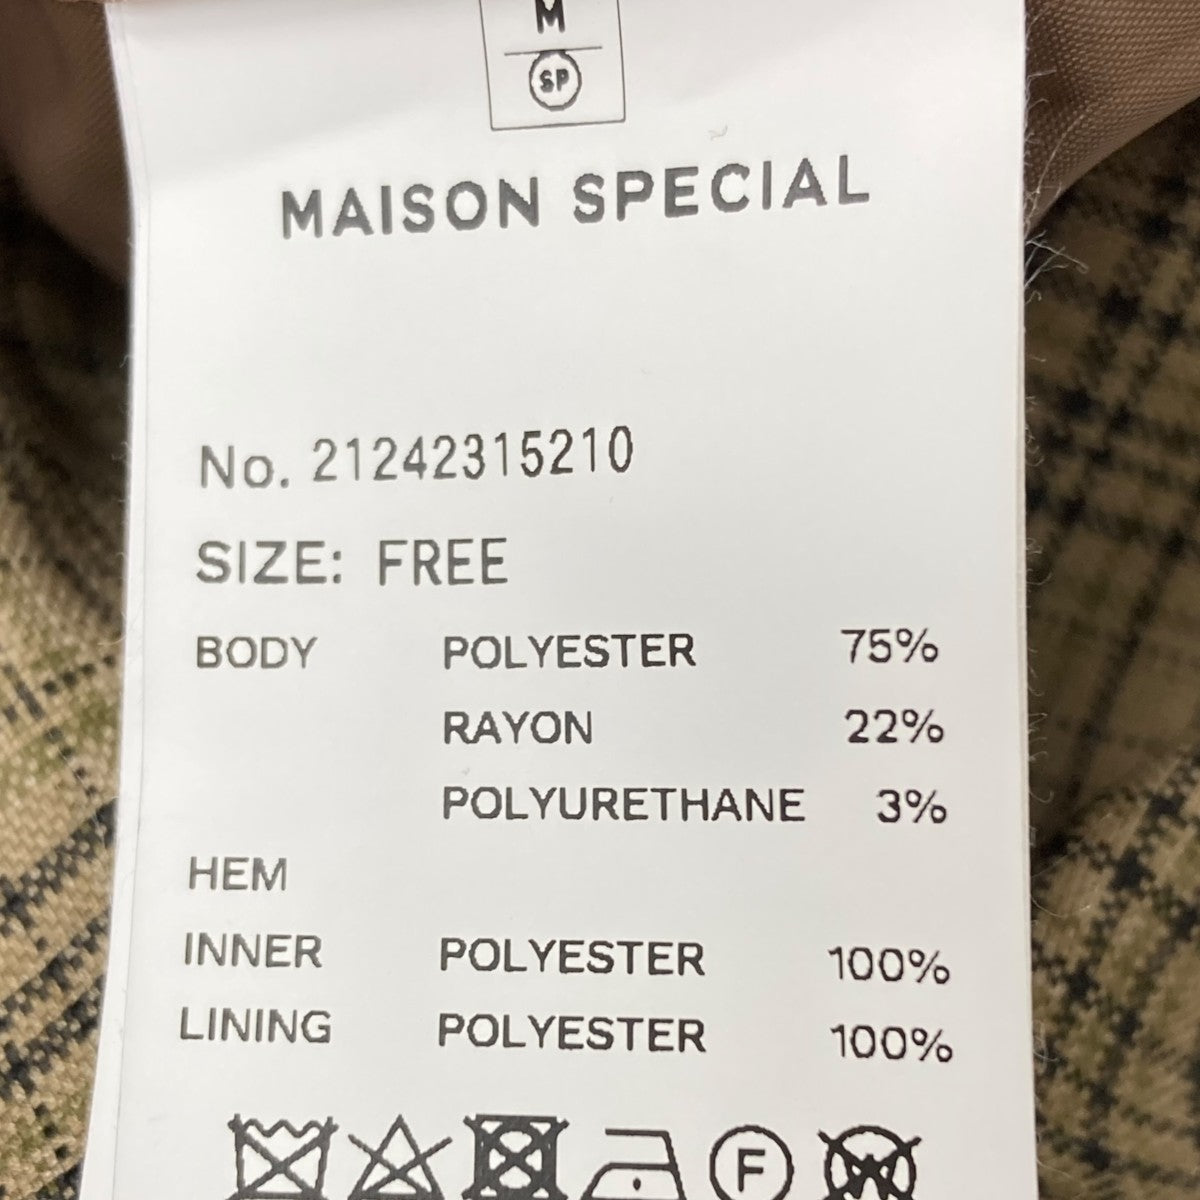 M
SP
MAISON SPECIAL
No. 21242315210
SIZE: FREE
BODY POLYESTER 75%
RAYON 22%
POLYURETHANE 3%
HEM
INNER POLYESTER 100%
LINING POLYESTER 100%
F W